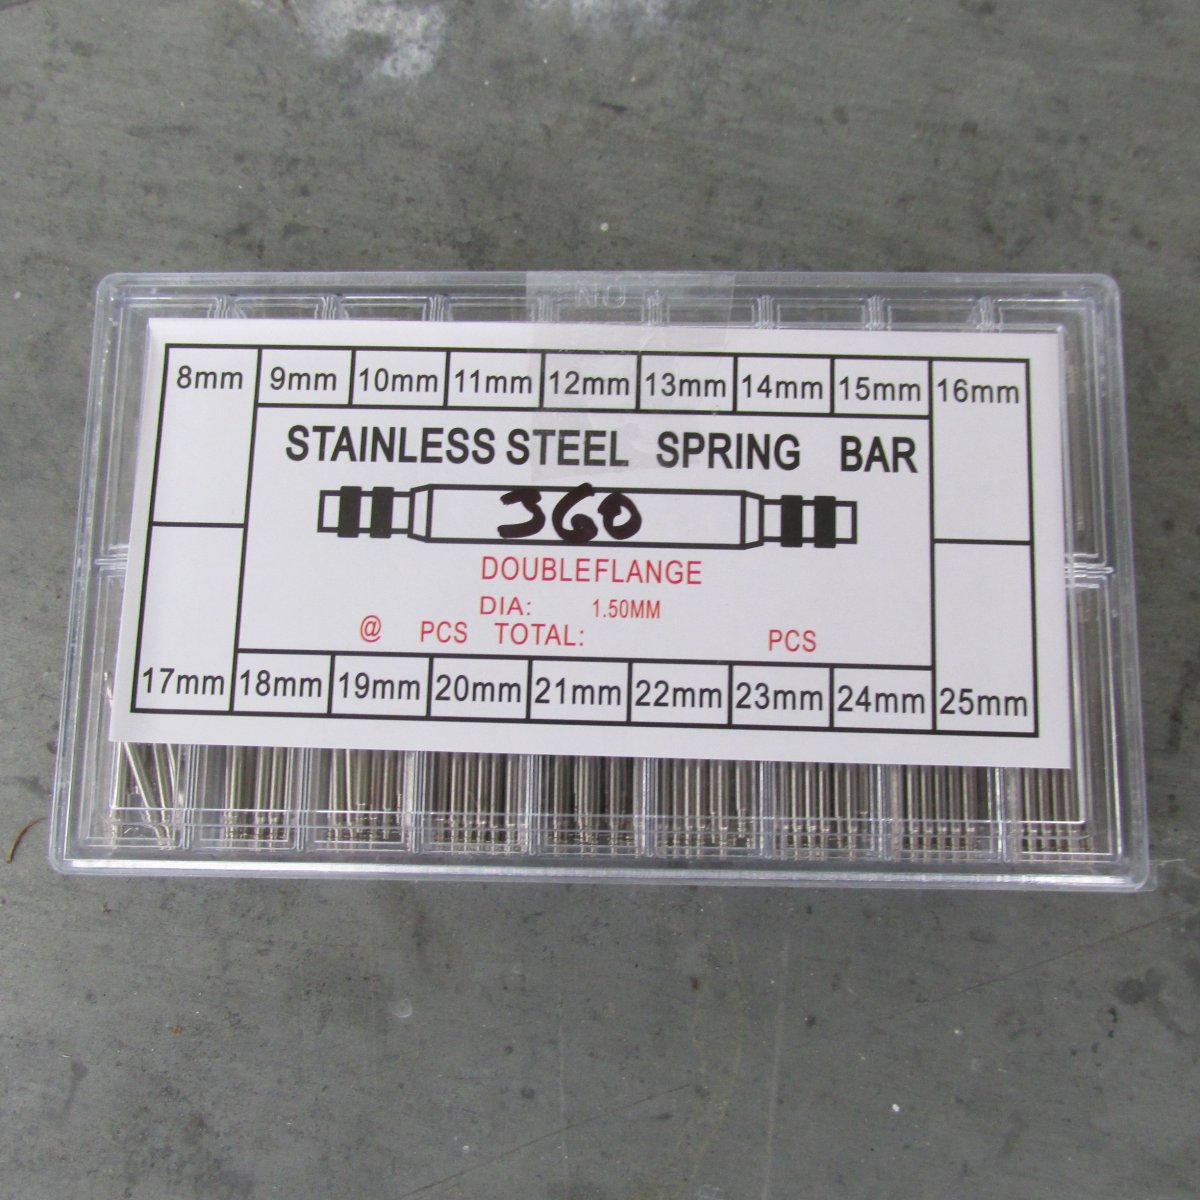 NO
8mm 9mm 10mm 11mm 12mm 13mm 14mm 15mm 16mm
STAINLESS STEEL SPRING BAR
360
DOUBLEFLANGE
DIA: 1.50MM
@ PCS TOTAL: PCS
17mm 18mm 19mm 20mm 21mm 22mm 23mm 24mm 25mm